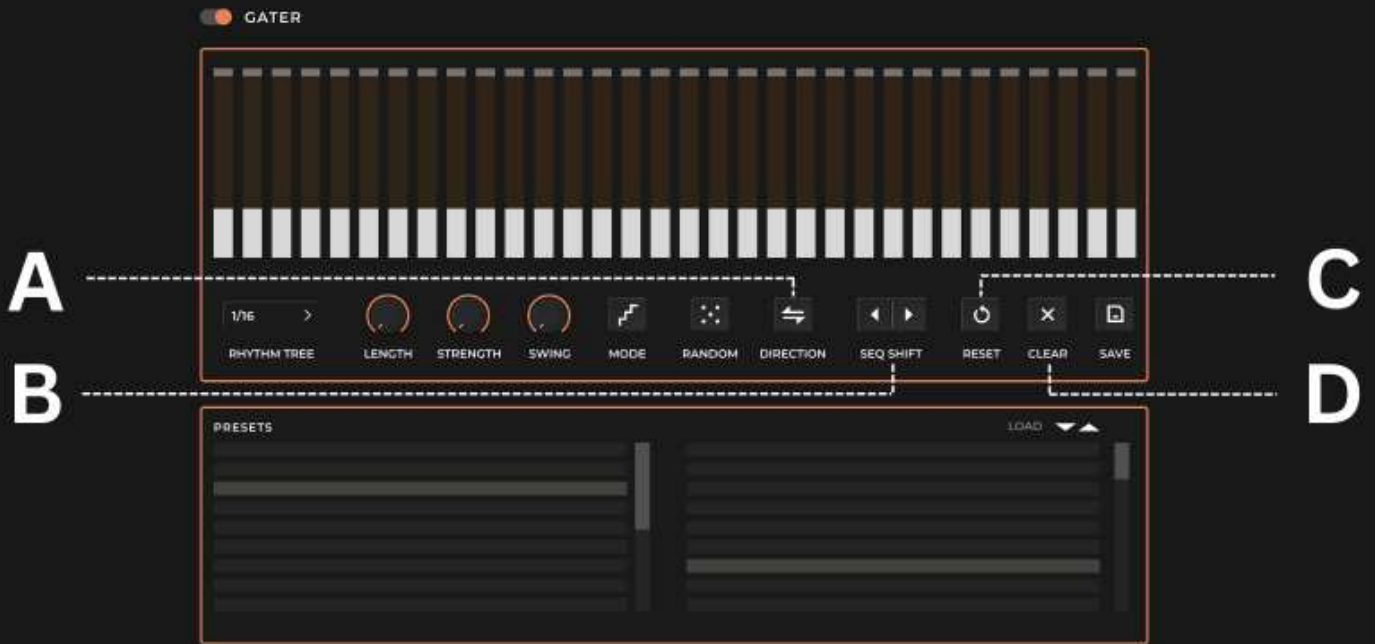 GATER
A
C
1/16 >
RHYTHM TREE LENGTH STRENGTH SWING MODE RANDOM DIRECTION SEQ SHIFT RESET CLEAR SAVE
B
D
PRESETS LOAD